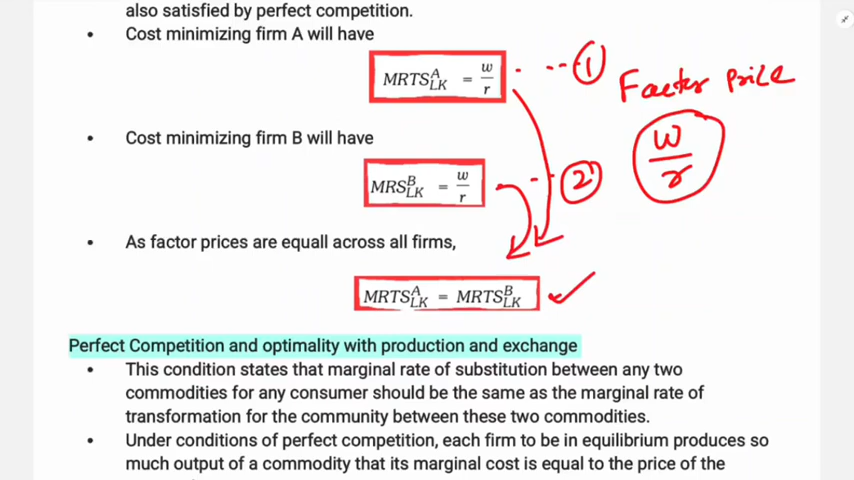 also satisfied by perfect competition.
• Cost minimizing firm A will have
MRTS^A_LK = w/r --- ①
Factor Price
w/r
• Cost minimizing firm B will have
MRS^B_LK = w/r - - ②
• As factor prices are equall across all firms,
MRTS^A_LK = MRTS^B_LK ✓
Perfect Competition and optimality with production and exchange
• This condition states that marginal rate of substitution between any two
commodities for any consumer should be the same as the marginal rate of
transformation for the community between these two commodities.
• Under conditions of perfect competition, each firm to be in equilibrium produces so
much output of a commodity that its marginal cost is equal to the price of the